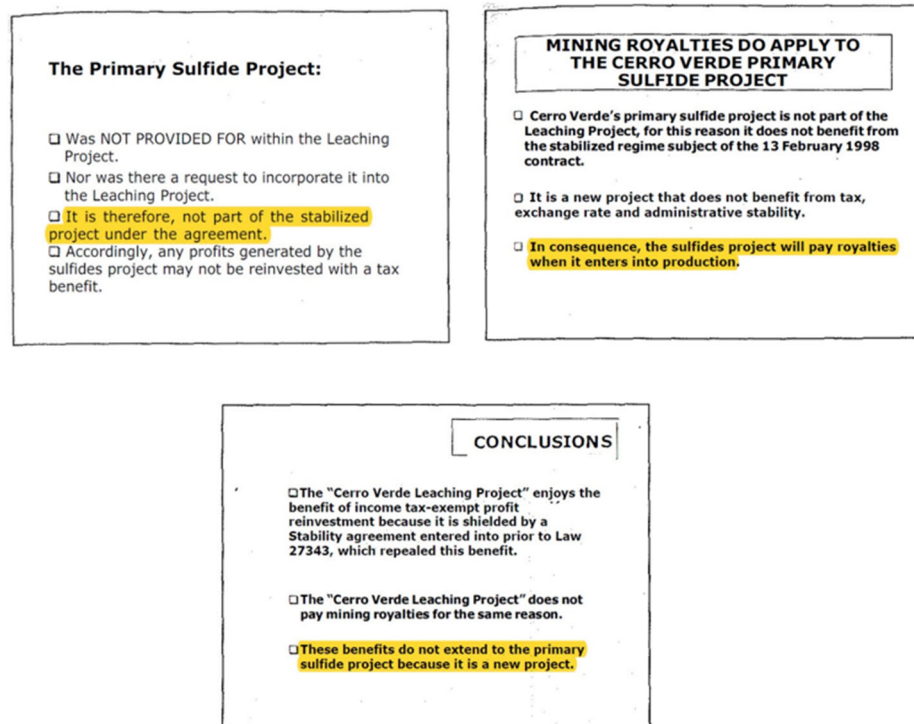 The Primary Sulfide Project:
❑ Was NOT PROVIDED FOR within the Leaching
Project.
❑ Nor was there a request to incorporate it into
the Leaching Project.
❑ It is therefore, not part of the stabilized
project under the agreement.
❑ Accordingly, any profits generated by the
sulfides project may not be reinvested with a tax
benefit.
MINING ROYALTIES DO APPLY TO
THE CERRO VERDE PRIMARY
SULFIDE PROJECT
❑ Cerro Verde's primary sulfide project is not part of the
Leaching Project, for this reason it does not benefit from
the stabilized regime subject of the 13 February 1998
contract.
❑ It is a new project that does not benefit from tax,
exchange rate and administrative stability.
❑ In consequence, the sulfides project will pay royalties
when it enters into production.
CONCLUSIONS
❑The "Cerro Verde Leaching Project" enjoys the
benefit of income tax-exempt profit
reinvestment because it is shielded by a
Stability agreement entered into prior to Law
27343, which repealed this benefit.
❑The "Cerro Verde Leaching Project" does not
pay mining royalties for the same reason.
❑These benefits do not extend to the primary
sulfide project because it is a new project.